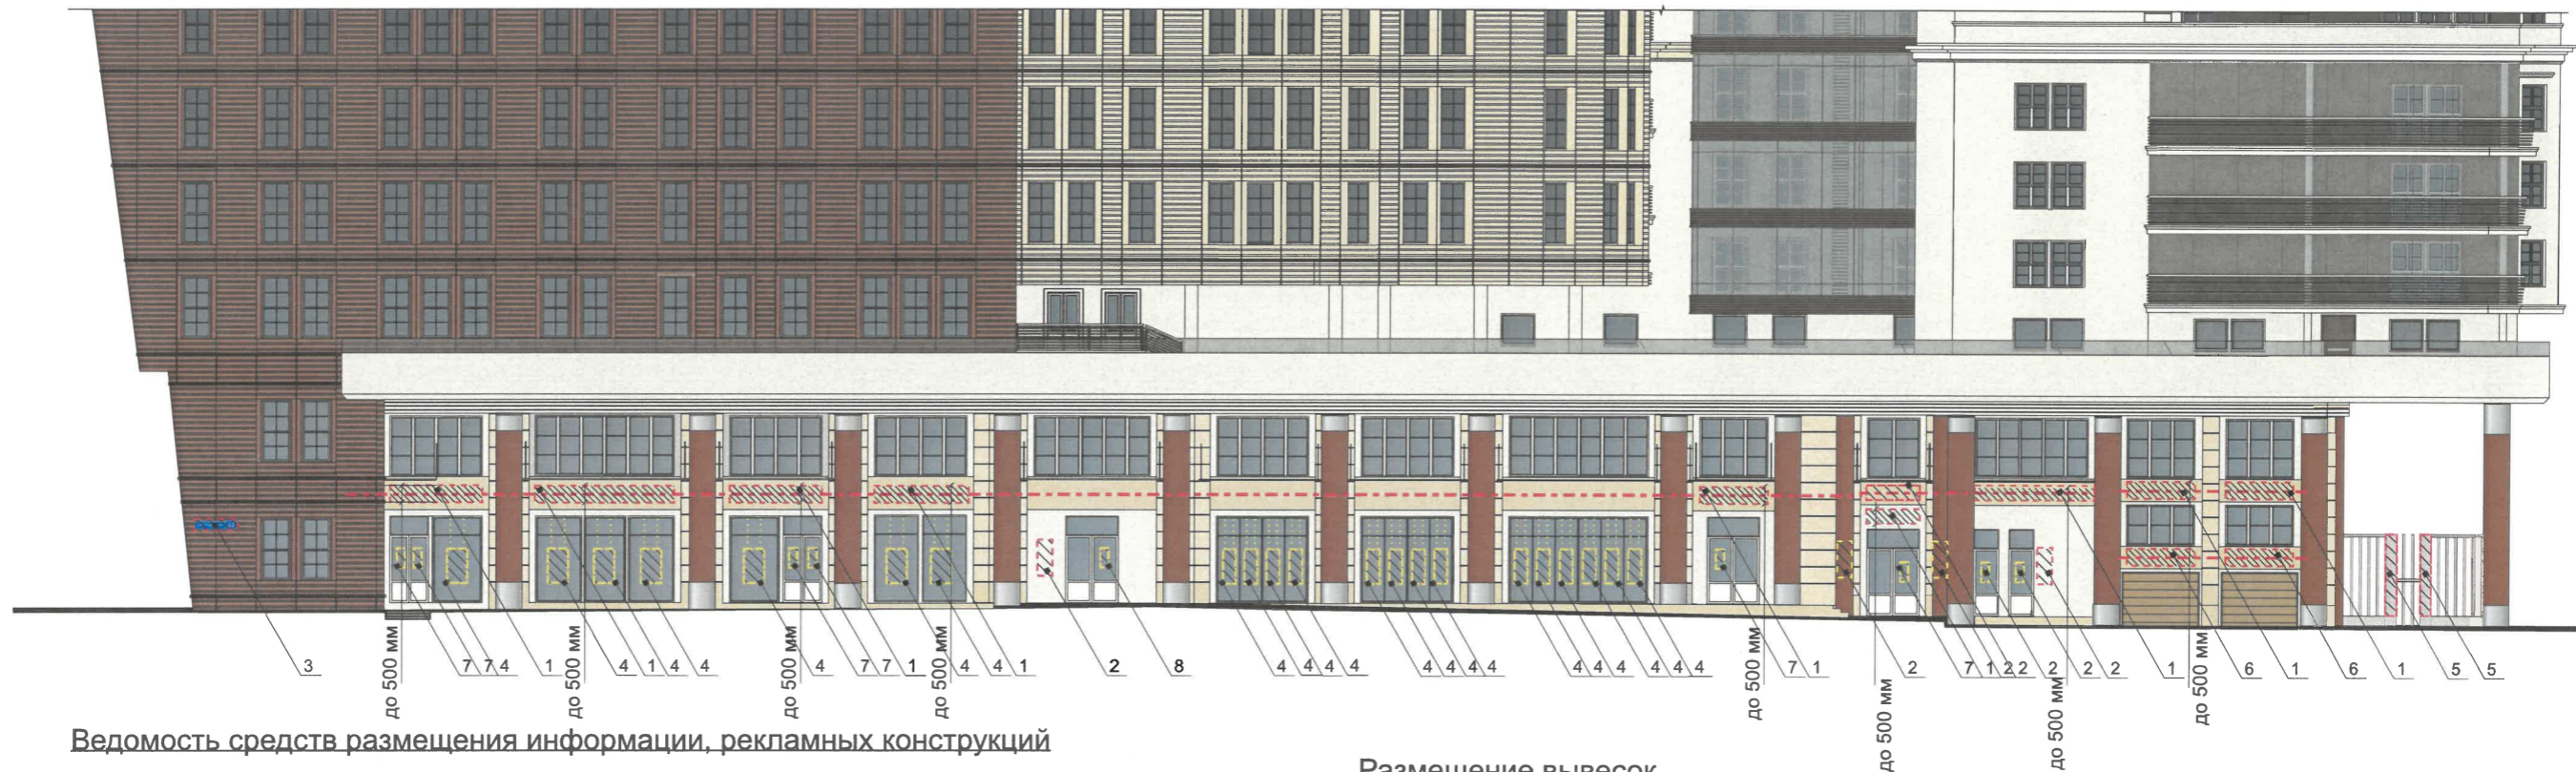 3 7 7 4 1 4 1 4 4 4 7 7 1 4 4 1 2 8 4 4 4 4 4 4 4 4 4 4 4 4 4 4 7 1 2 7 1 2 2 2 2 2 1 6 1 6 1 5 5
до 500 мм
до 500 мм
до 500 мм
до 500 мм
до 500 мм
до 500 мм
до 500 мм
до 500 мм
Ведомость средств размещения информации, рекламных конструкций
Размещение вывесок